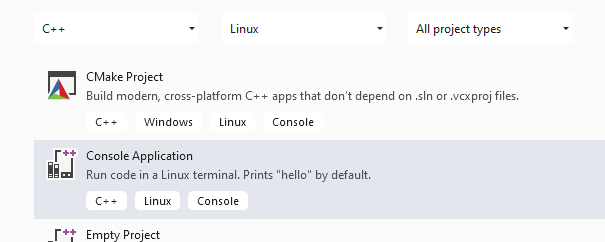 C++ Linux All project types
CMake Project
Build modern, cross-platform C++ apps that don't depend on .sln or .vcxproj files.
C++ Windows Linux Console
Console Application
Run code in a Linux terminal. Prints "hello" by default.
C++ Linux Console
Empty Project